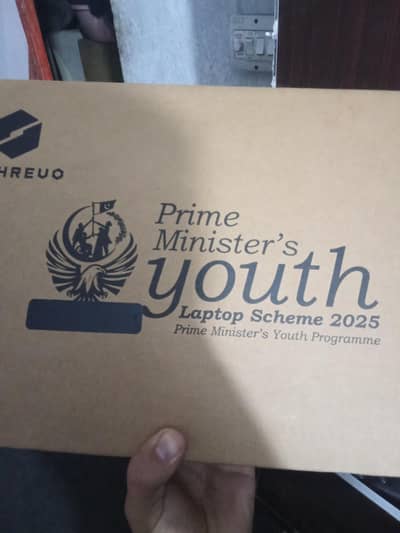 HREUO
Prime
Minister's
youth
Laptop Scheme 2025
Prime Minister's Youth Programme